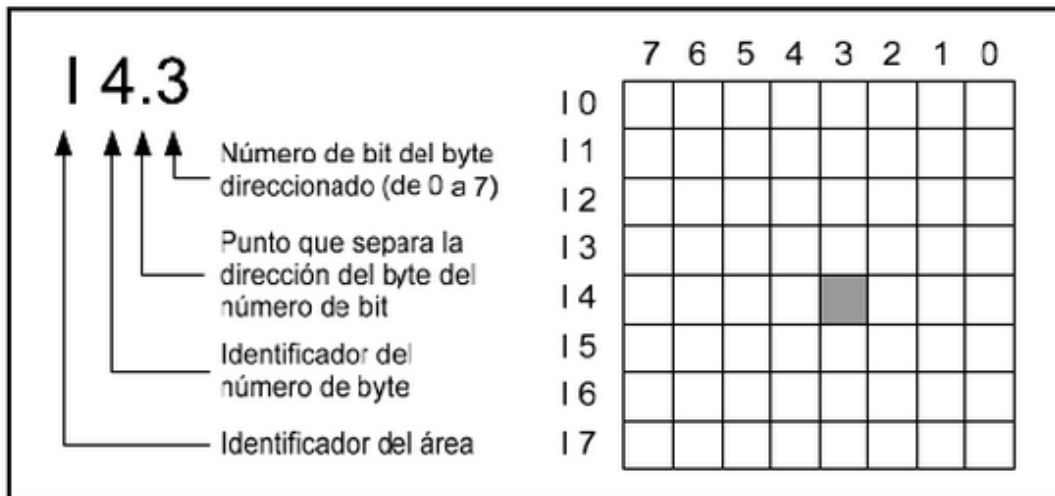 I 4.3
Número de bit del byte
direccionado (de 0 a 7)
Punto que separa la
dirección del byte del
número de bit
Identificador del
número de byte
Identificador del área
7 6 5 4 3 2 1 0
I 0
I 1
I 2
I 3
I 4
I 5
I 6
I 7